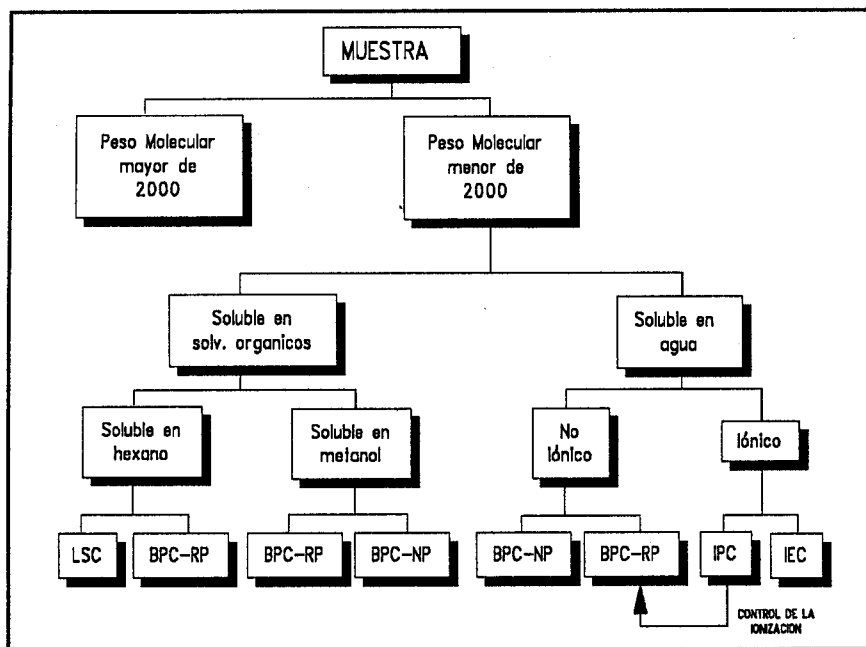 MUESTRA
Peso Molecular
mayor de
2000
Peso Molecular
menor de
2000
Soluble en
solv. organicos
Soluble en
agua
Soluble en
hexano
Soluble en
metanol
No
Iónico
Iónico
LSC
BPC-RP
BPC-RP
BPC-NP
BPC-NP
BPC-RP
IPC
IEC
CONTROL DE LA
IONIZACION